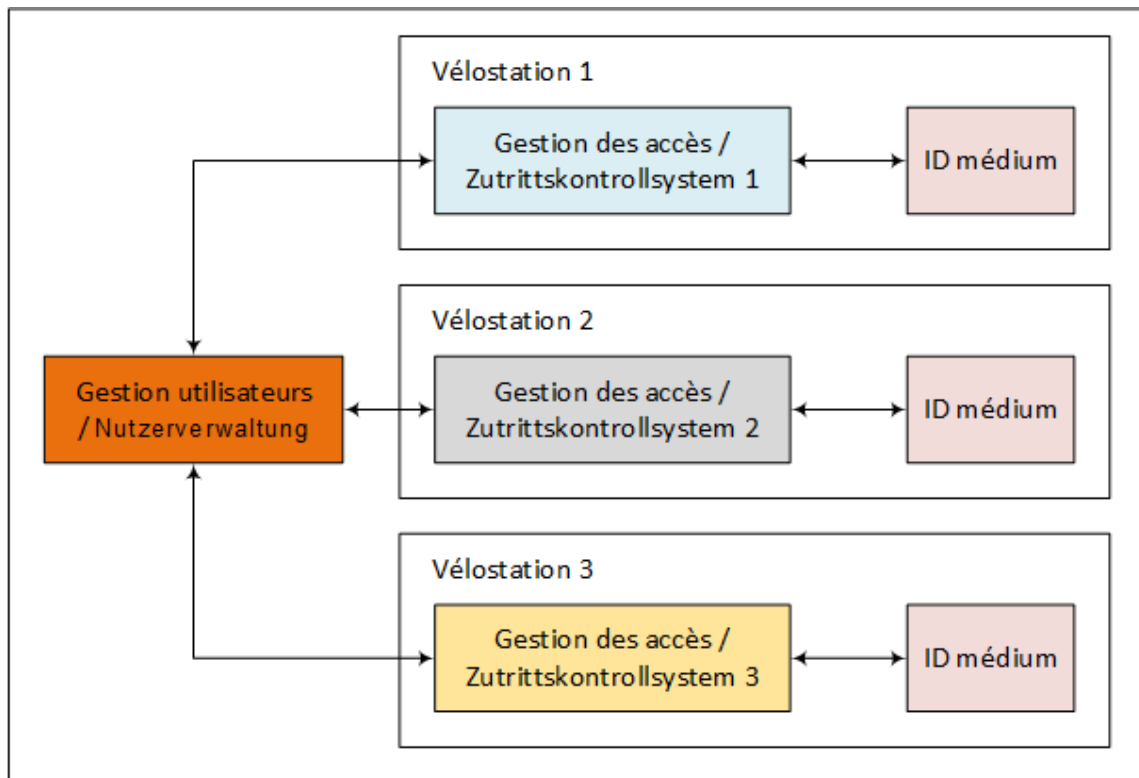 Vélostation 1
Gestion des accès /
Zutrittskontrollsystem 1
ID médium
Vélostation 2
Gestion utilisateurs
/ Nutzerverwaltung
Gestion des accès /
Zutrittskontrollsystem 2
ID médium
Vélostation 3
Gestion des accès /
Zutrittskontrollsystem 3
ID médium